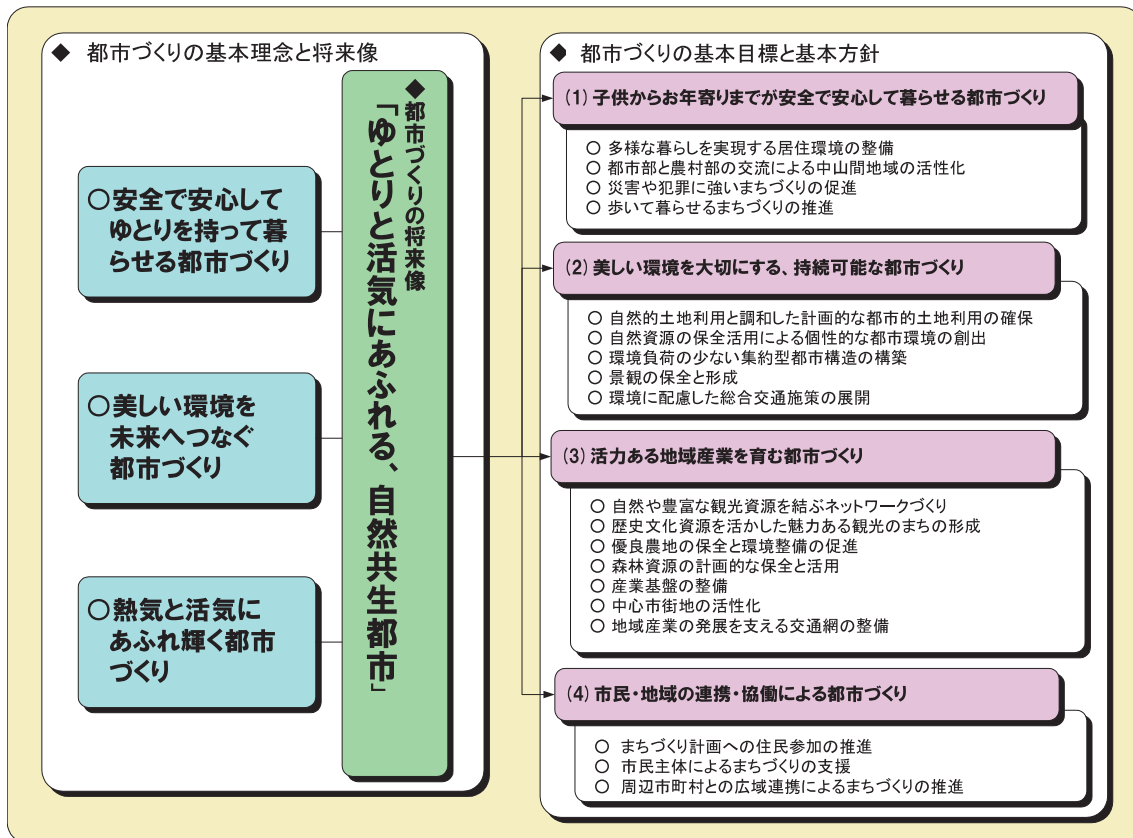 ◆ 都市づくりの基本理念と将来像
○安全で安心して
ゆとりを持って暮
らせる都市づくり
○美しい環境を
未来へつなぐ
都市づくり
○熱気と活気に
あふれ輝く都市
づくり
◆都市づくりの将来像
「ゆとりと活気にあふれる、自然共生都市」
◆ 都市づくりの基本目標と基本方針
(1) 子供からお年寄りまでが安全で安心して暮らせる都市づくり
○ 多様な暮らしを実現する居住環境の整備
○ 都市部と農村部の交流による中山間地域の活性化
○ 災害や犯罪に強いまちづくりの促進
○ 歩いて暮らせるまちづくりの推進
(2) 美しい環境を大切にする、持続可能な都市づくり
○ 自然的土地利用と調和した計画的な都市的土地利用の確保
○ 自然資源の保全活用による個性的な都市環境の創出
○ 環境負荷の少ない集約型都市構造の構築
○ 景観の保全と形成
○ 環境に配慮した総合交通施策の展開
(3) 活力ある地域産業を育む都市づくり
○ 自然や豊富な観光資源を結ぶネットワークづくり
○ 歴史文化資源を活かした魅力ある観光のまちの形成
○ 優良農地の保全と環境整備の促進
○ 森林資源の計画的な保全と活用
○ 産業基盤の整備
○ 中心市街地の活性化
○ 地域産業の発展を支える交通網の整備
(4) 市民・地域の連携・協働による都市づくり
○ まちづくり計画への住民参加の推進
○ 市民主体によるまちづくりの支援
○ 周辺市町村との広域連携によるまちづくりの推進